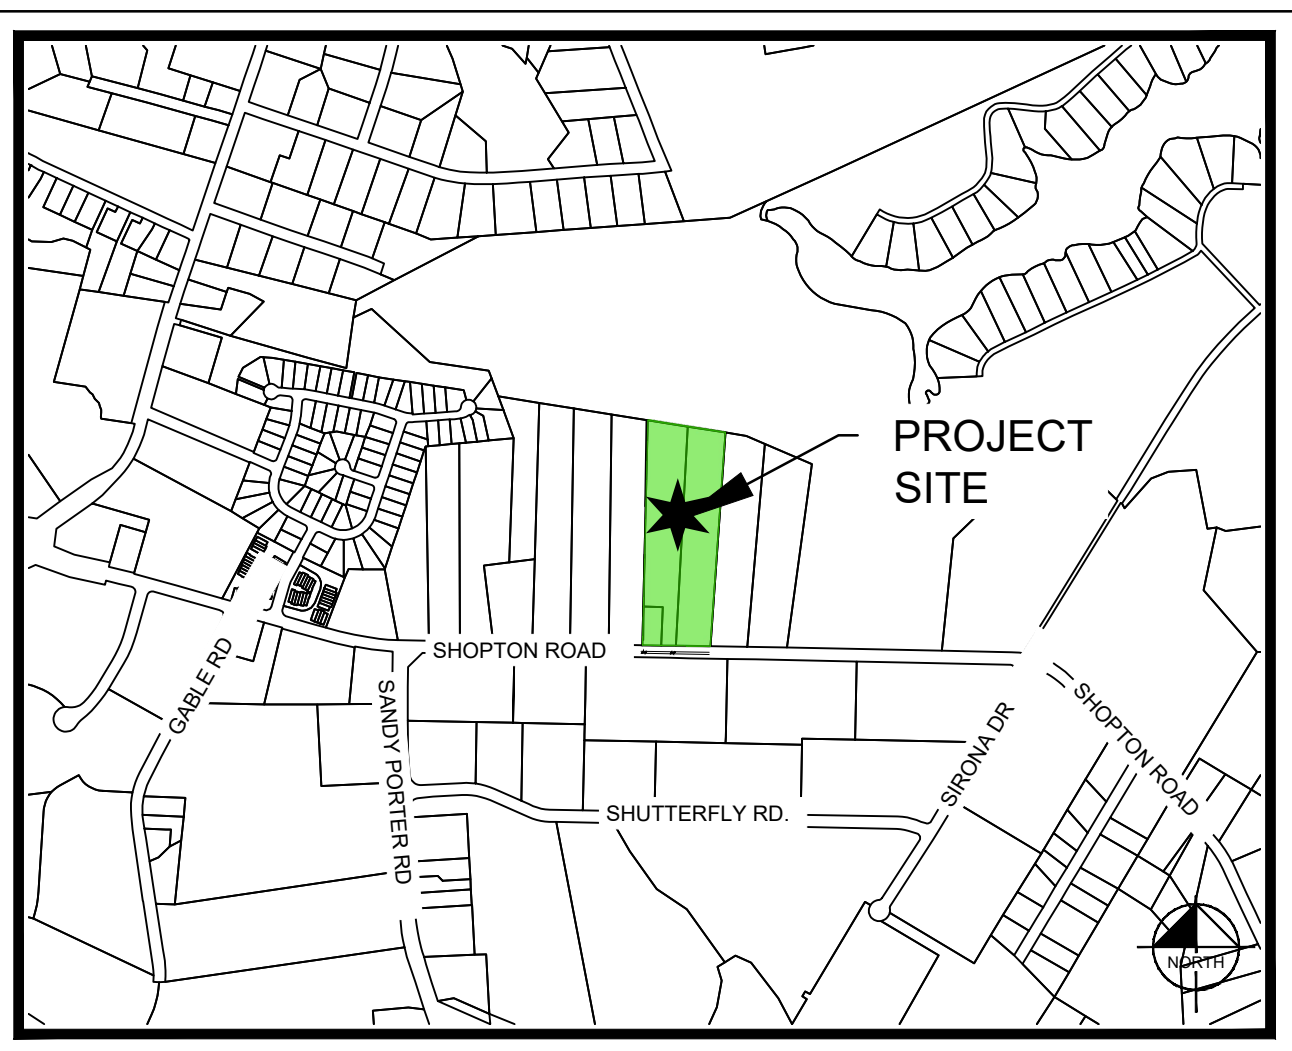 PROJECT
SITE
SHOPTON ROAD
GABLE RD
SANDY PORTER RD
SHOPTON ROAD
SIRONA DR
SHUTTERFLY RD.
NORTH